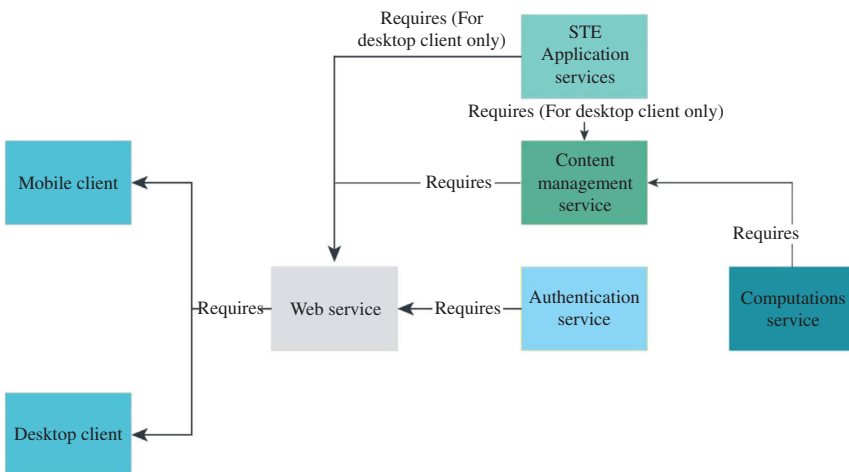 Requires (For
desktop client only)
STE
Application
services
Requires (For desktop client only)
Mobile client
Requires
Content
management
service
Requires
Requires
Web service
Requires
Authentication
service
Computations
service
Desktop client